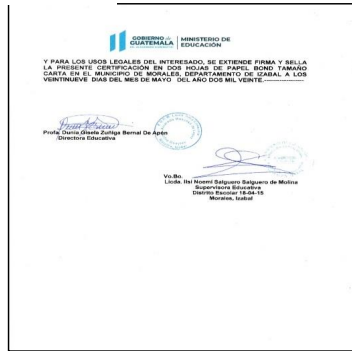 GOBIERNO de GUATEMALA
MINISTERIO DE EDUCACIÓN
Y PARA LOS USOS LEGALES DEL INTERESADO, SE EXTIENDE FIRMA Y SELLA
LA PRESENTE CERTIFICACIÓN EN DOS HOJAS DE PAPEL BOND TAMAÑO
CARTA EN EL MUNICIPIO DE MORALES, DEPARTAMENTO DE IZABAL A LOS
VEINTINUEVE DIAS DEL MES DE MAYO DEL AÑO DOS MIL VEINTE.----------------
Profa. Dunia Gisela Zuñiga Bernal De Apén
Directora Educativa
Vo.Bo.
Licda. Ilsi Noemí Salguero Salguero de Molina
Supervisora Educativa
Distrito Escolar 18-04-15
Morales, Izabal